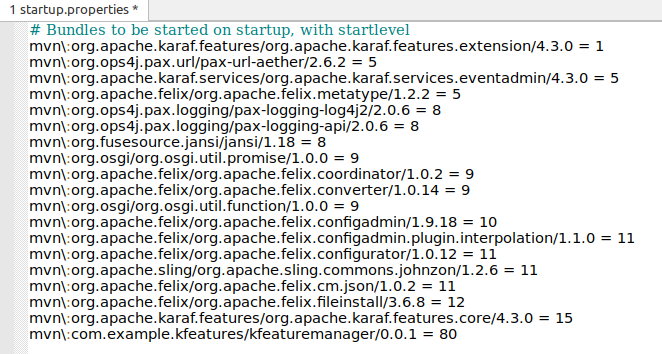 1 startup.properties *
# Bundles to be started on startup, with startlevel
mvn\:org.apache.karaf.features/org.apache.karaf.features.extension/4.3.0 = 1
mvn\:org.ops4j.pax.url/pax-url-aether/2.6.2 = 5
mvn\:org.apache.karaf.services/org.apache.karaf.services.eventadmin/4.3.0 = 5
mvn\:org.apache.felix/org.apache.felix.metatype/1.2.2 = 5
mvn\:org.ops4j.pax.logging/pax-logging-log4j2/2.0.6 = 8
mvn\:org.ops4j.pax.logging/pax-logging-api/2.0.6 = 8
mvn\:org.fusesource.jansi/jansi/1.18 = 8
mvn\:org.osgi/org.osgi.util.promise/1.0.0 = 9
mvn\:org.apache.felix/org.apache.felix.coordinator/1.0.2 = 9
mvn\:org.apache.felix/org.apache.felix.converter/1.0.14 = 9
mvn\:org.osgi/org.osgi.util.function/1.0.0 = 9
mvn\:org.apache.felix/org.apache.felix.configadmin/1.9.18 = 10
mvn\:org.apache.felix/org.apache.felix.configadmin.plugin.interpolation/1.1.0 = 11
mvn\:org.apache.felix/org.apache.felix.configurator/1.0.12 = 11
mvn\:org.apache.sling/org.apache.sling.commons.johnzon/1.2.6 = 11
mvn\:org.apache.felix/org.apache.felix.cm.json/1.0.2 = 11
mvn\:org.apache.felix/org.apache.felix.fileinstall/3.6.8 = 12
mvn\:org.apache.karaf.features/org.apache.karaf.features.core/4.3.0 = 15
mvn\:com.example.kfeatures/kfeaturemanager/0.0.1 = 80